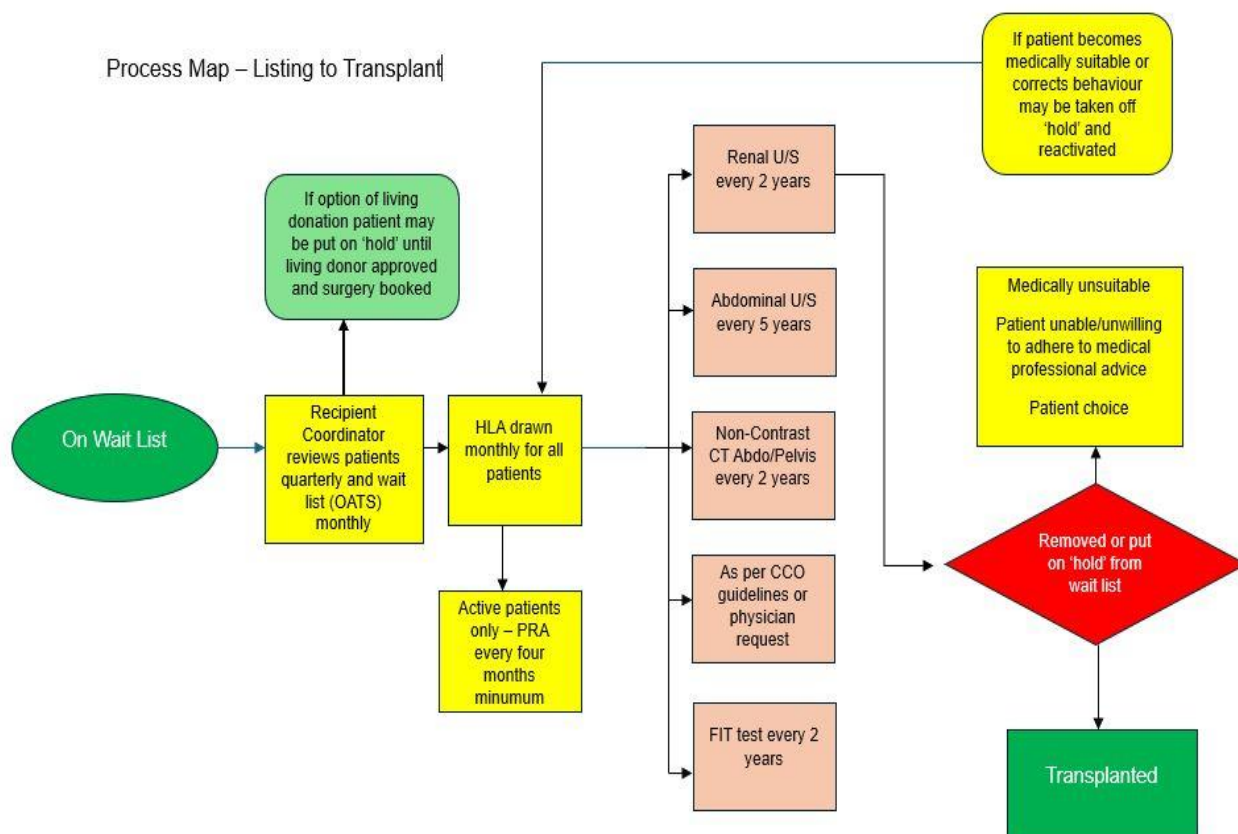 Process Map – Listing to Transplant
If patient becomes
medically suitable or
corrects behaviour
may be taken off
‘hold’ and
reactivated
If option of living
donation patient may
be put on ‘hold’ until
living donor approved
and surgery booked
On Wait List
Recipient
Coordinator
reviews patients
quarterly and wait
list (OATS)
monthly
HLA drawn
monthly for all
patients
Active patients
only – PRA
every four
months
minumum
Renal U/S
every 2 years
Abdominal U/S
every 5 years
Non-Contrast
CT Abdo/Pelvis
every 2 years
As per CCO
guidelines or
physician
request
FIT test every 2
years
Medically unsuitable
Patient unable/unwilling
to adhere to medical
professional advice
Patient choice
Removed or put
on ‘hold’ from
wait list
Transplanted